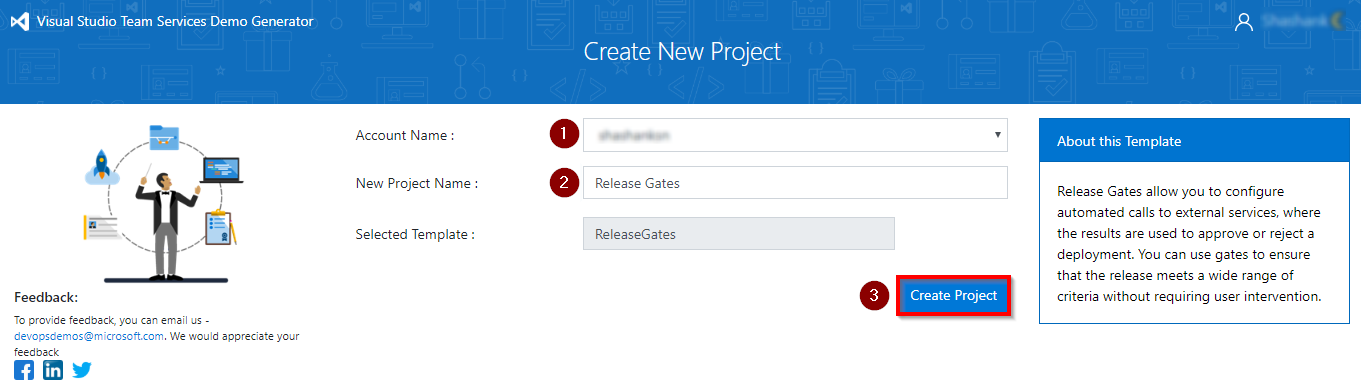 Visual Studio Team Services Demo Generator
Create New Project
Account Name :
1
New Project Name :
2
Release Gates
Selected Template :
ReleaseGates
3
Create Project
About this Template
Release Gates allow you to configure
automated calls to external services, where
the results are used to approve or reject a
deployment. You can use gates to ensure
that the release meets a wide range of
criteria without requiring user intervention.
Feedback:
To provide feedback, you can email us -
devopsdemos@microsoft.com. We would appreciate your
feedback